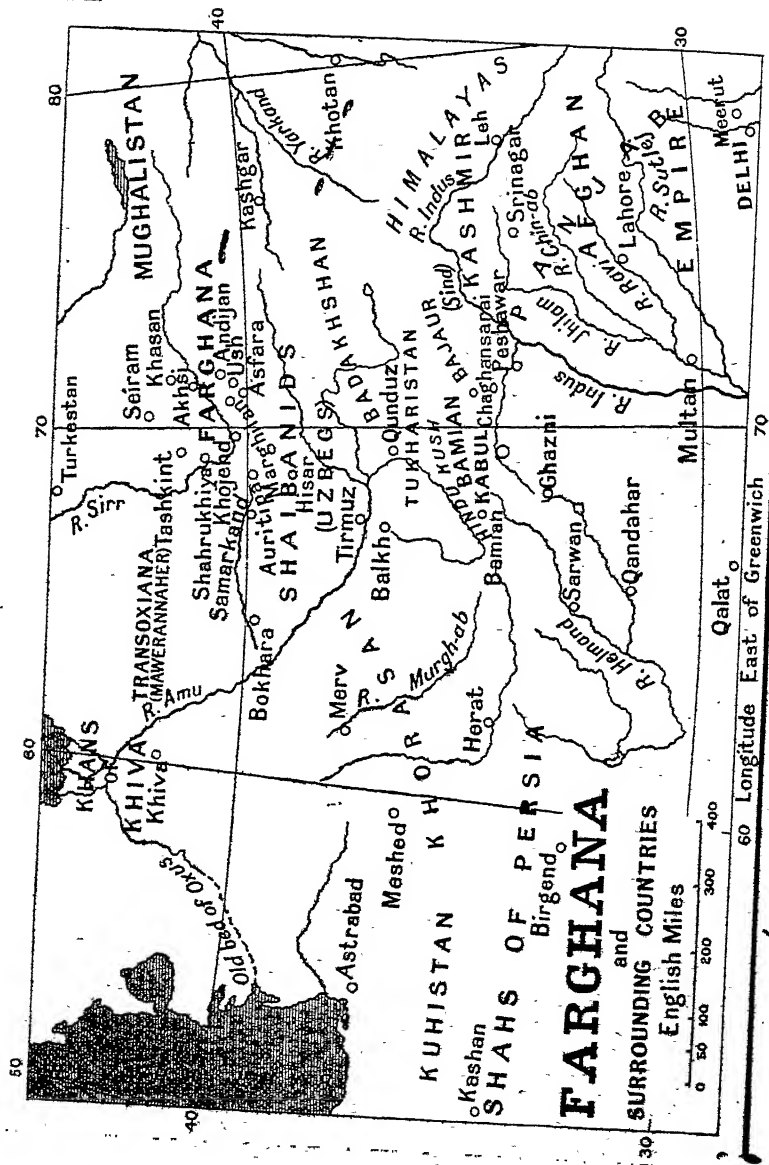 50
60
70
80
40
40
30
30
60
70
KHANS
OF
KHIVA
Khiva
Old bed of Oxus
R. Amu
TRANSOXIANA
(MAWERANNAHER)
Turkestan
R. Sirr
Tashkint
Seiram
Khasan
Akhsi
MUGHALISTAN
FARGHANA
Andijan
Ush
Marghinan
Asfara
Shahrukhiya
Khojend
Samarkand
Auritipa
Bokhara
SHAIBANIDS
(UZBEGS)
Hisar
Tirmuz
Kashgar
R. Yarkand
Khotan
BADAKHSHAN
Qunduz
TUKHARISTAN
Balkh
HINDU KUSH
BAMIAN
Bamian
KABUL
BAJAUR
Chaghansarai
Peshawar
(Sind)
R. Indus
HIMALAYAS
KASHMIR
Leh
Srinagar
PANJAB
R. Chin-ab
R. Jhilam
R. Ravi
R. Sutlej
Lahore
AFGHAN
EMPIRE
Meerut
DELHI
R. Indus
Multan
Ghazni
Qandahar
Sarwan
R. Helmand
Qalat
Merv
R. Murgh-ab
KHORASAN
Herat
Meshed
Astrabad
KUHISTAN
Kashan
SHAHS OF PERSIA
Birgend
FARGHANA
and
SURROUNDING COUNTRIES
English Miles
0 50 100 200 300 400
Longitude East of Greenwich